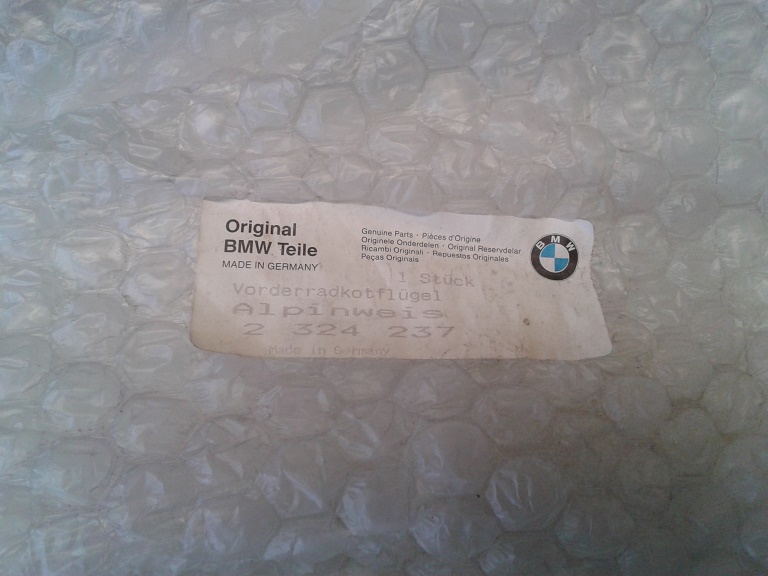 Original
BMW Teile
MADE IN GERMANY
Genuine Parts · Pièces d'Origine
Originele Onderdelen · Original Reservdelar
Ricambi Originali · Repuestos Originales
Peças Originais
BMW
1 Stück
Vorderradkotflügel
Alpinweis
2 324 237
Made in Germany